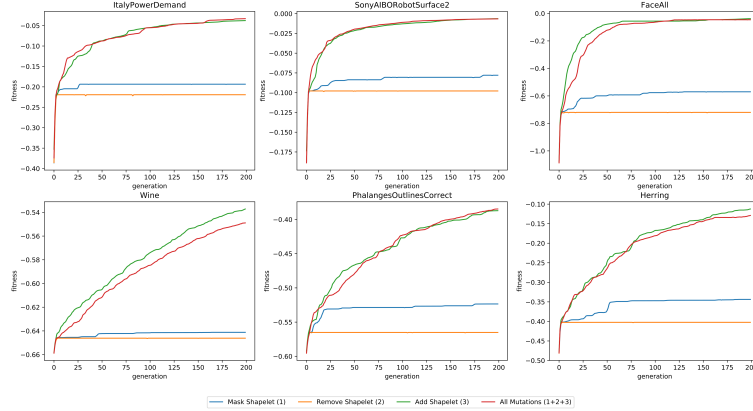 ItalyPowerDemand
SonyAIBORobotSurface2
FaceAll
fitness
−0.05
−0.10
−0.15
−0.20
−0.25
−0.30
−0.35
−0.40
0 25 50 75 100 125 150 175 200
generation
fitness
0.000
−0.025
−0.050
−0.075
−0.100
−0.125
−0.150
−0.175
0 25 50 75 100 125 150 175 200
generation
fitness
0.0
−0.2
−0.4
−0.6
−0.8
−1.0
0 25 50 75 100 125 150 175 200
generation
Wine
PhalangesOutlinesCorrect
Herring
fitness
−0.54
−0.56
−0.58
−0.60
−0.62
−0.64
−0.66
0 25 50 75 100 125 150 175 200
generation
fitness
−0.40
−0.45
−0.50
−0.55
−0.60
0 25 50 75 100 125 150 175 200
generation
fitness
−0.10
−0.15
−0.20
−0.25
−0.30
−0.35
−0.40
−0.45
−0.50
0 25 50 75 100 125 150 175 200
generation
Mask Shapelet (1) Remove Shapelet (2) Add Shapelet (3) All Mutations (1+2+3)